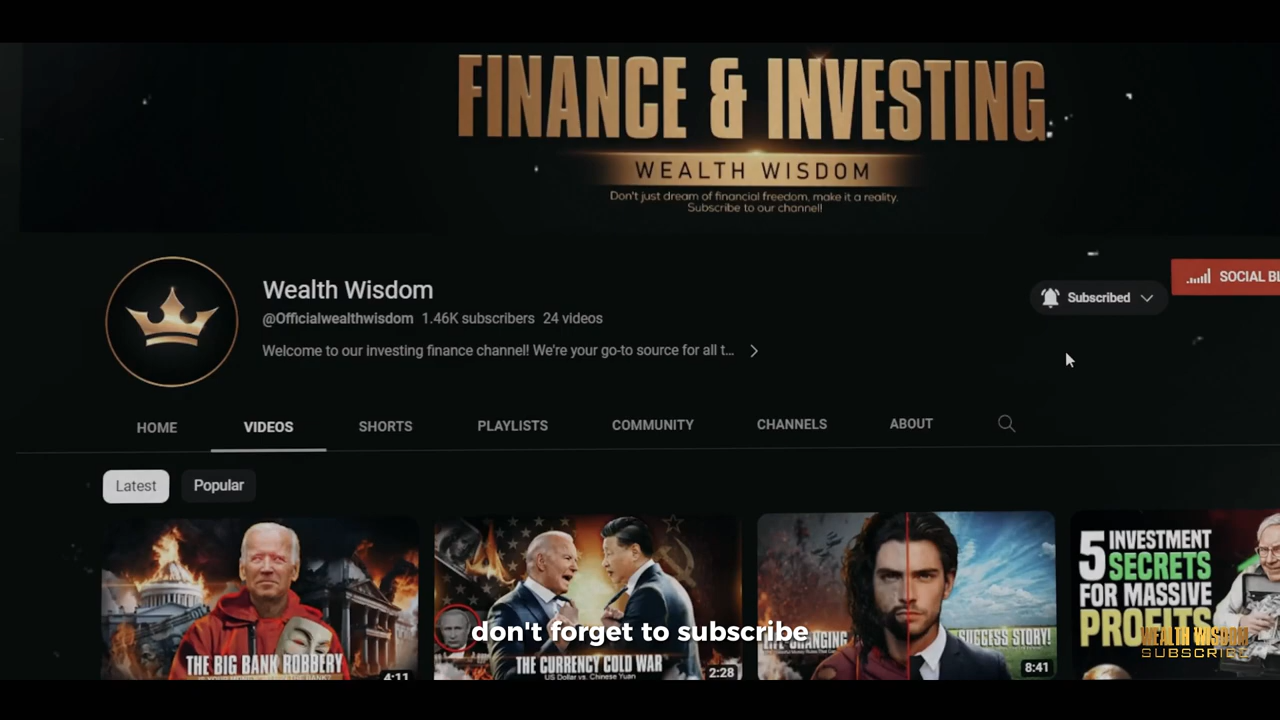 FINANCE & INVESTING
WEALTH WISDOM
Don't just dream of financial freedom, make it a reality.
Subscribe to our channel!
Wealth Wisdom
@Officialwealthwisdom 1.46K subscribers 24 videos
Welcome to our investing finance channel! We're your go-to source for all t...
Subscribed
SOCIAL BL
HOME
VIDEOS
SHORTS
PLAYLISTS
COMMUNITY
CHANNELS
ABOUT
Latest
Popular
THE BIG BANK ROBBERY
4:11
THE CURRENCY COLD WAR
US Dollar vs. Chinese Yuan
2:28
SUCCESS STORY!
8:41
5 INVESTMENT
SECRETS
FOR MASSIVE
PROFITS
don't forget to subscribe
WEALTH WISDOM
SUBSCRIBE